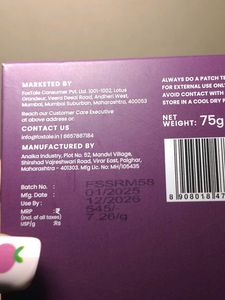 MARKETED BY
FoxTale Consumer Pvt. Ltd. 1001-1002, Lotus
Grandeur, Veera Desai Road, Andheri West,
Mumbai, Mumbai Suburban, Maharashtra, 400053
Reach our Customer Care Executive
at above address or
CONTACT US
info@foxtale.in | 8657867184
MANUFACTURED BY
Anaika Industry, Plot No. 52, Mandvi Village,
Shirshad Vajreshwari Road, Virar East, Palghar,
Maharashtra - 401303. Mfg Lic. No.: MH/105435
Batch No. FSSRM58
Mfg. Date: 01/2025
Use By: 12/2026
MRP : 545/-
(incl. of all taxes)
USP/g 7.26/g
ALWAYS DO A PATCH TE
FOR EXTERNAL USE ONL
AVOID CONTACT WITH
STORE IN A COOL DRY P
NET
WEIGHT: 75g
8 908018 47